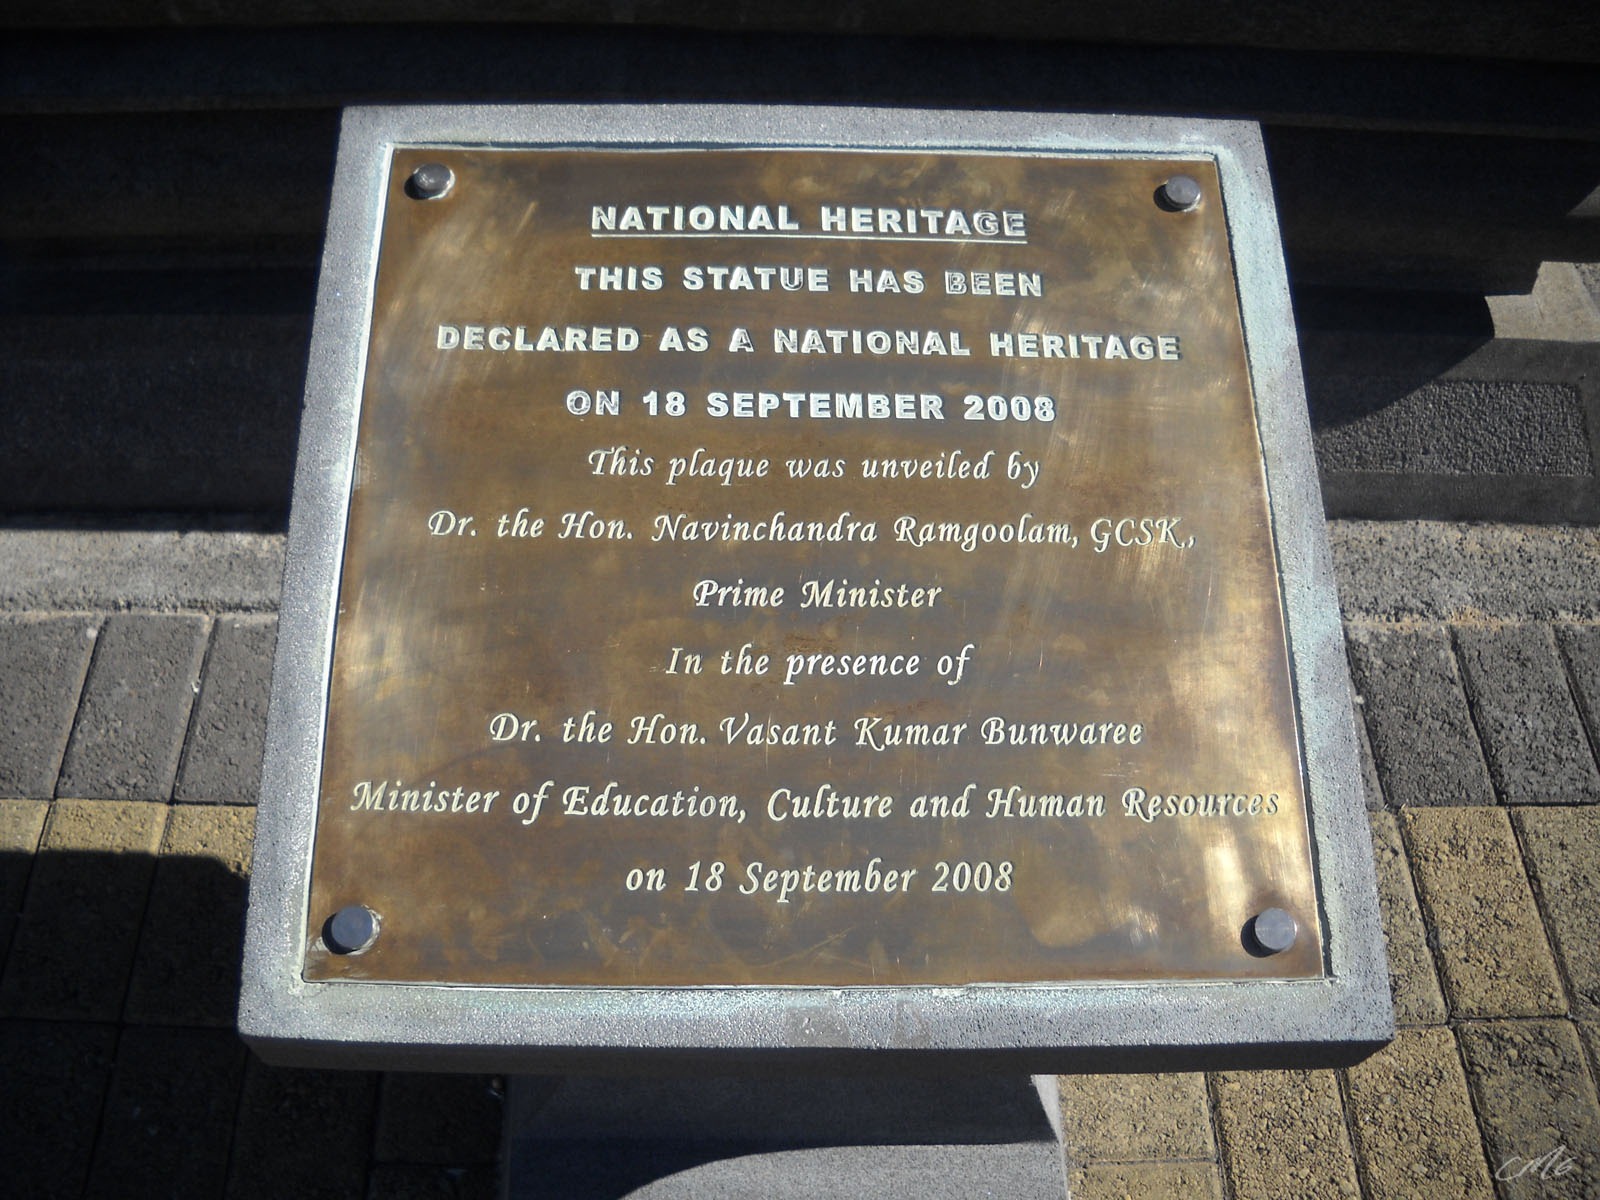 NATIONAL HERITAGE
THIS STATUE HAS BEEN
DECLARED AS A NATIONAL HERITAGE
ON 18 SEPTEMBER 2008
This plaque was unveiled by
Dr. the Hon. Navinchandra Ramgoolam, GCSK,
Prime Minister
In the presence of
Dr. the Hon. Vasant Kumar Bunwaree
Minister of Education, Culture and Human Resources
on 18 September 2008